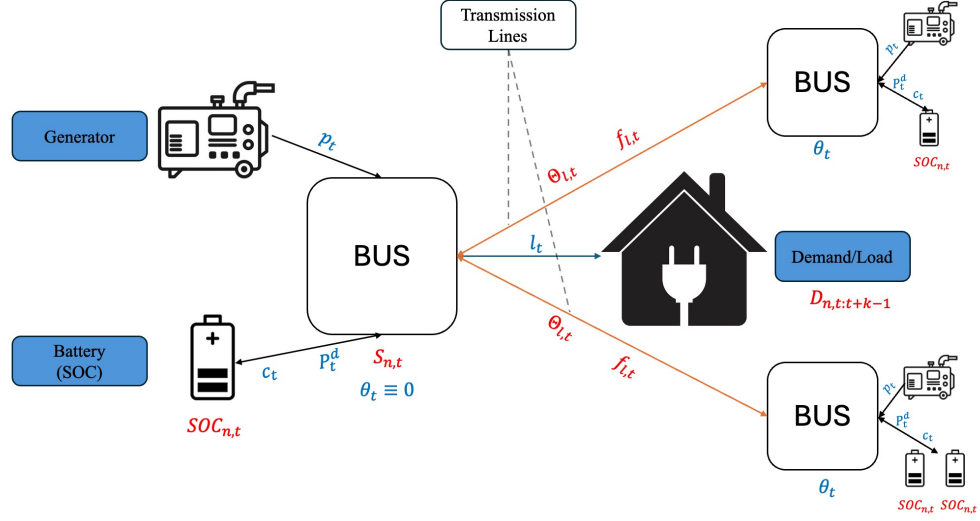 Transmission
Lines
Generator
p_t
BUS
Battery
(SOC)
c_t
P_t^d
S_{n,t}
θ_t ≡ 0
SOC_{n,t}
Θ_{l,t}
f_{l,t}
l_t
Θ_{l,t}
f_{l,t}
Demand/Load
D_{n,t:t+k−1}
BUS
θ_t
p_t
P_t^d
c_t
SOC_{n,t}
BUS
θ_t
p_t
P_t^d
c_t
SOC_{n,t} SOC_{n,t}